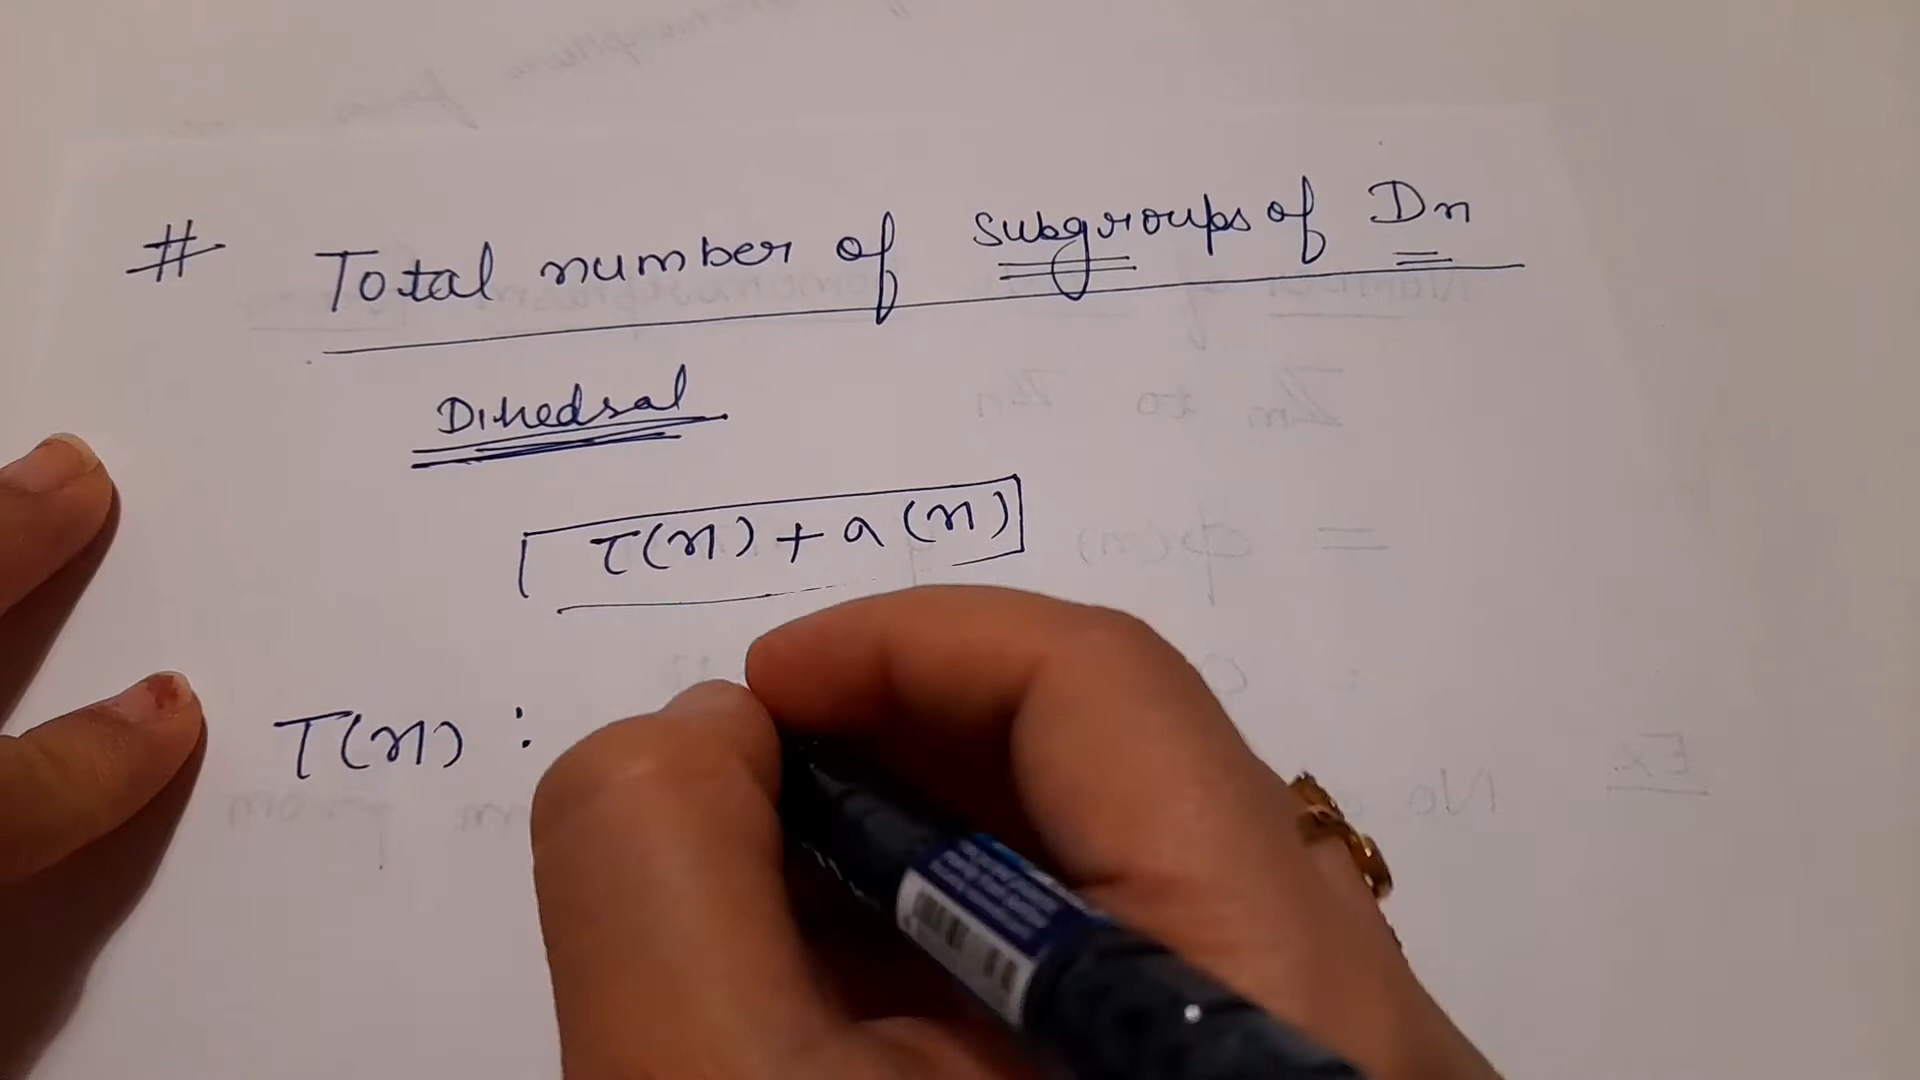 # Total number of subgroups of Dn
Dihedral
τ(n) + a(n)
T(n) :